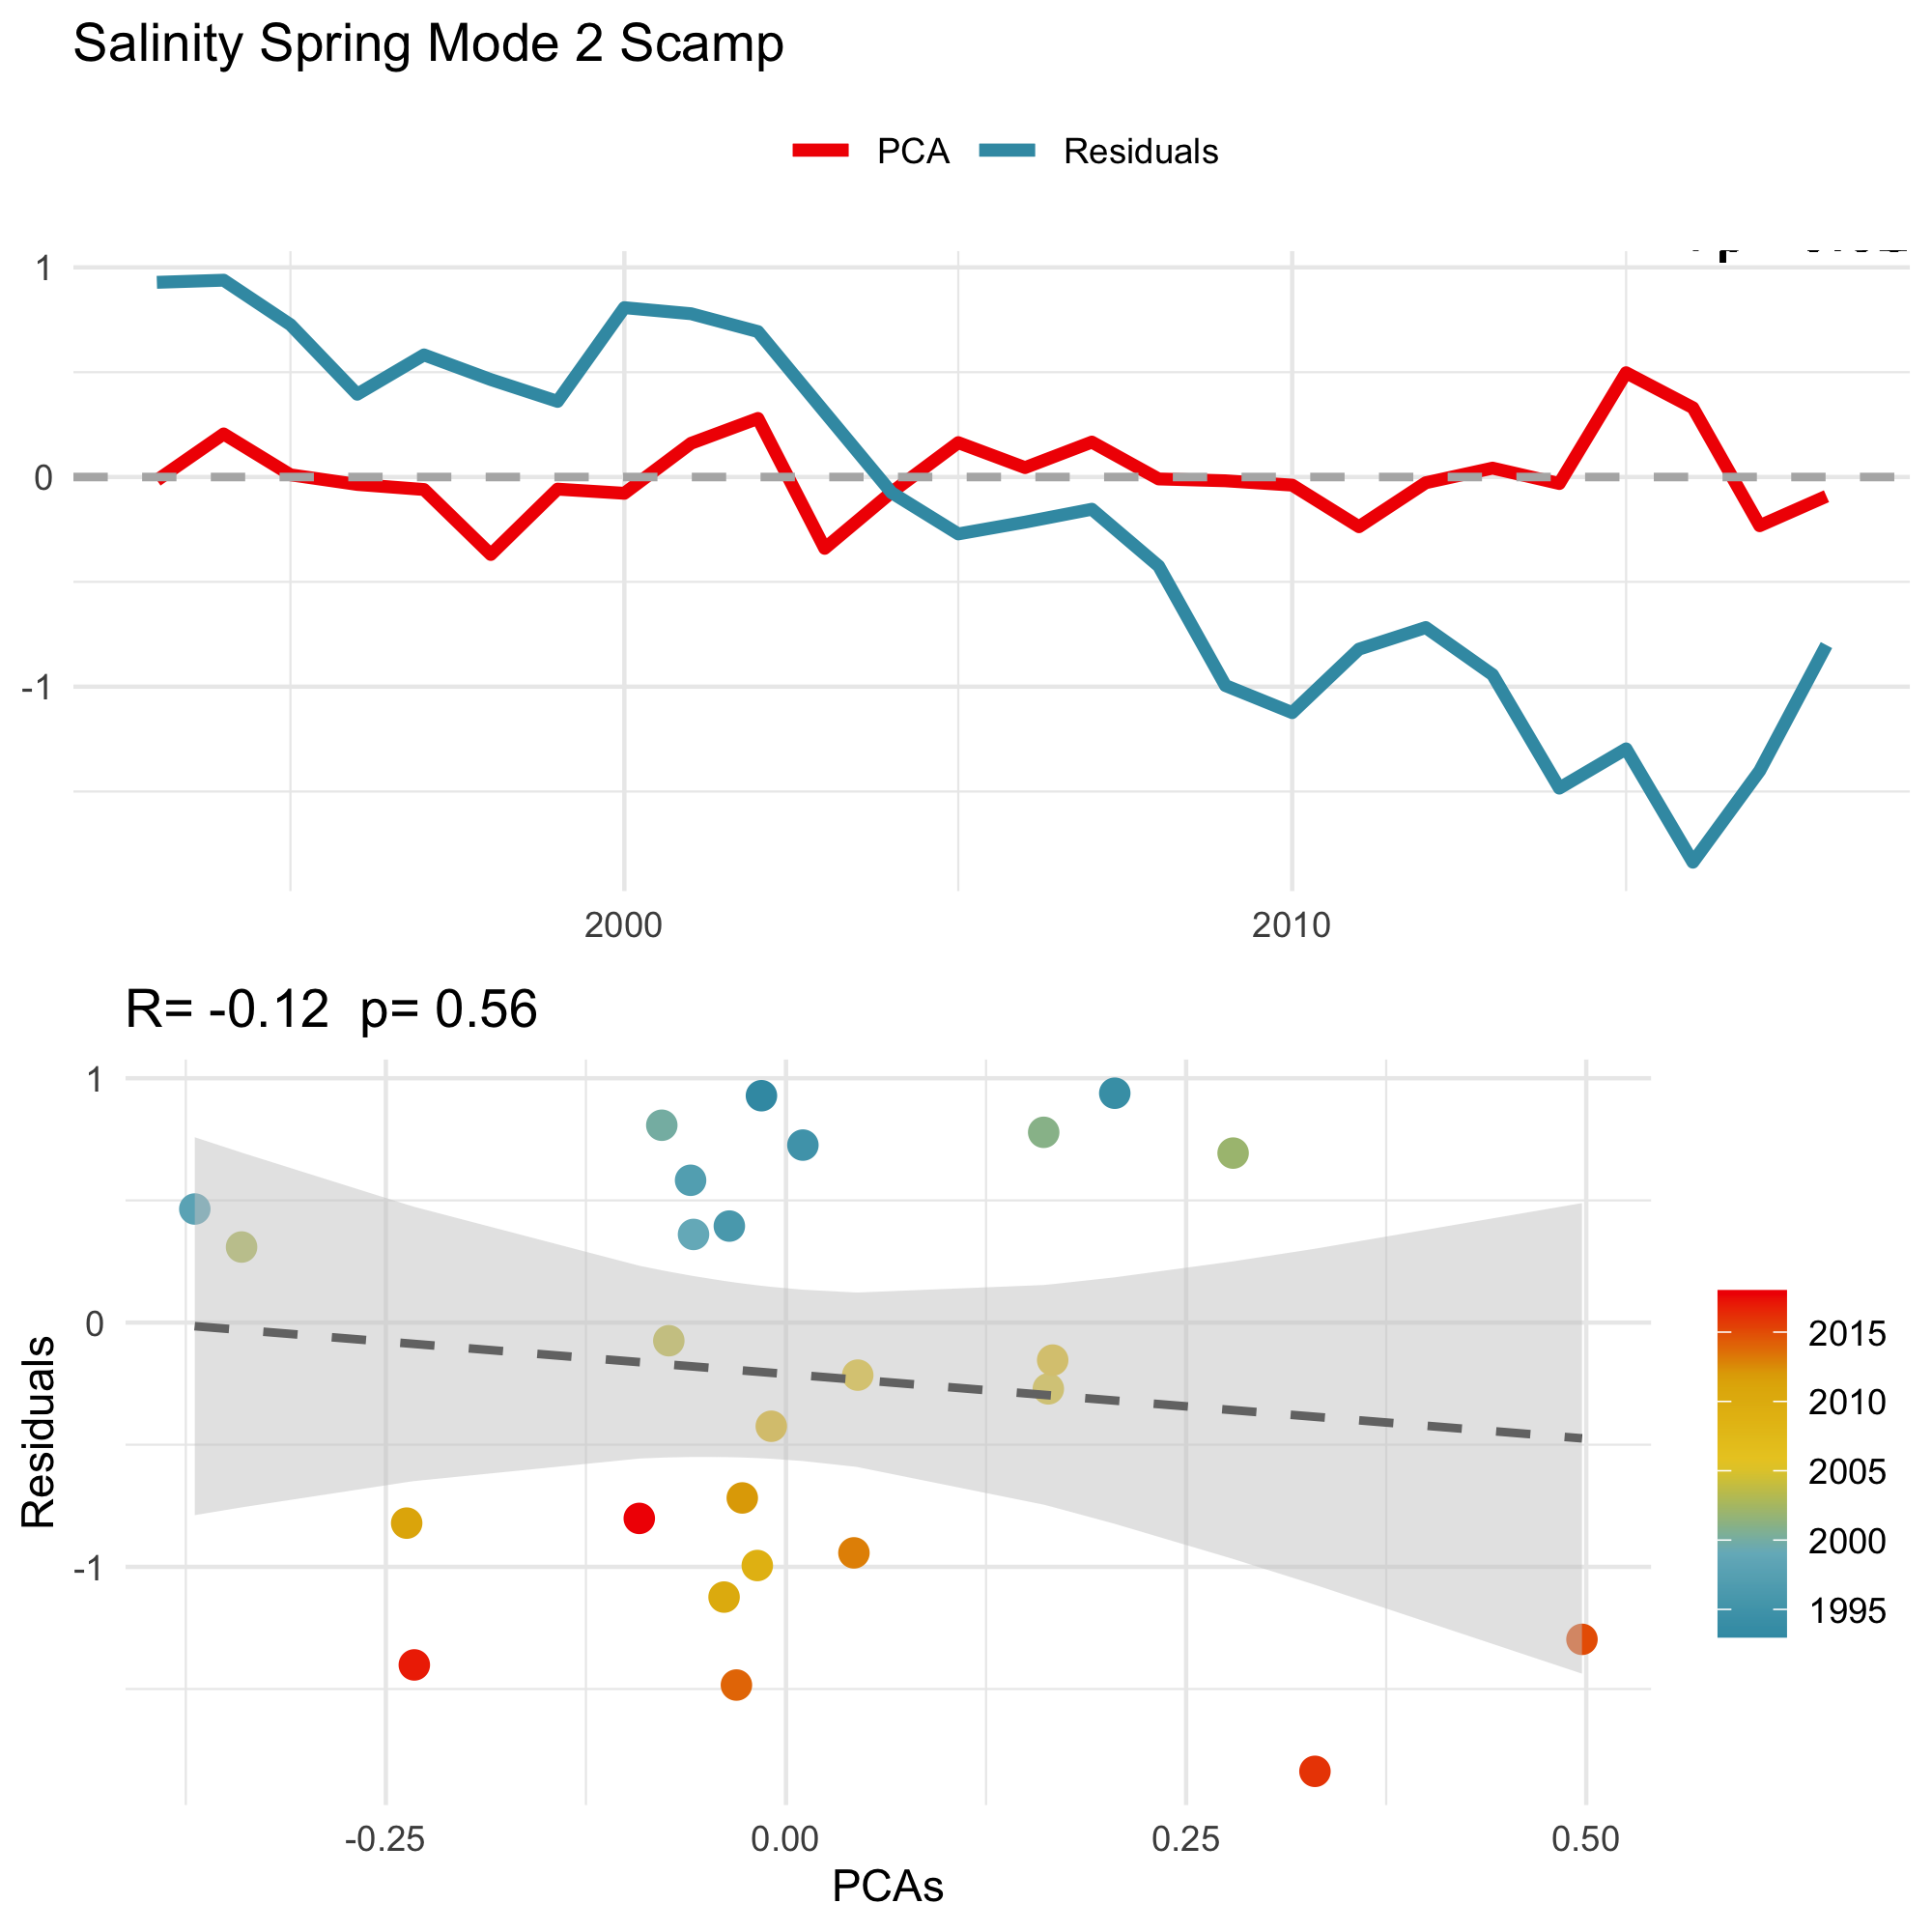 Salinity Spring Mode 2 Scamp
PCA Residuals
1
0
-1
2000 2010
R= -0.12 p= 0.56
1
0
-1
Residuals
-0.25 0.00 0.25 0.50
PCAs
2015
2010
2005
2000
1995